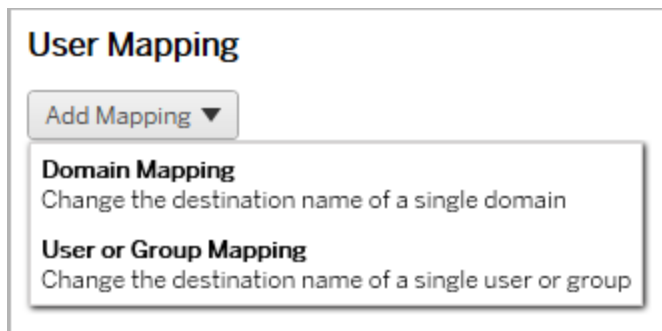 User Mapping
Add Mapping ▼
Domain Mapping
Change the destination name of a single domain
User or Group Mapping
Change the destination name of a single user or group